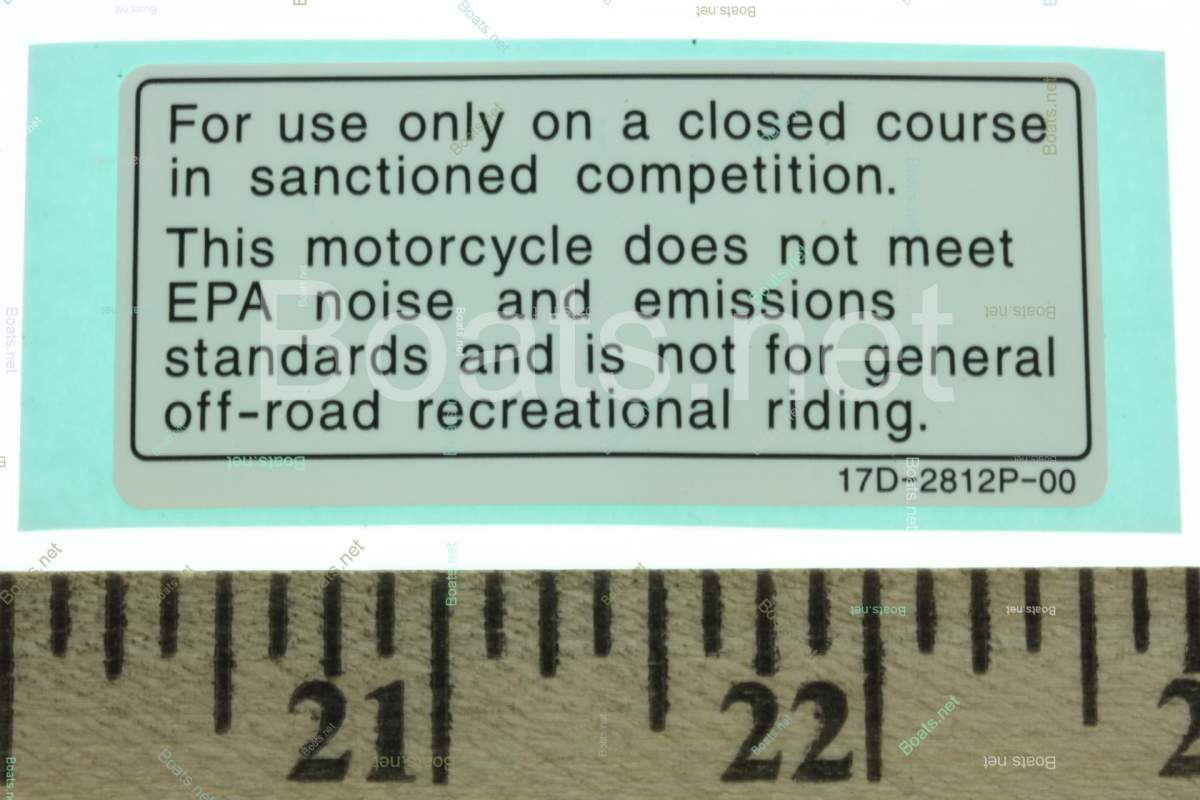 For use only on a closed course
in sanctioned competition.
This motorcycle does not meet
EPA noise and emissions
standards and is not for general
off-road recreational riding.
17D-2812P-00
Boats.net
21 22